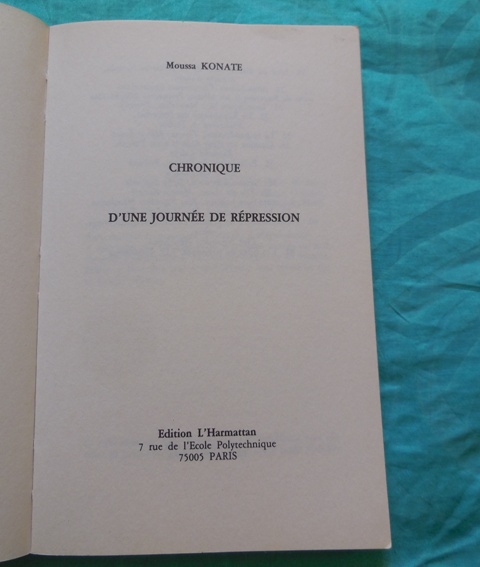 Moussa KONATE
CHRONIQUE
D'UNE JOURNÉE DE RÉPRESSION
Edition L'Harmattan
7 rue de l'Ecole Polytechnique
75005 PARIS